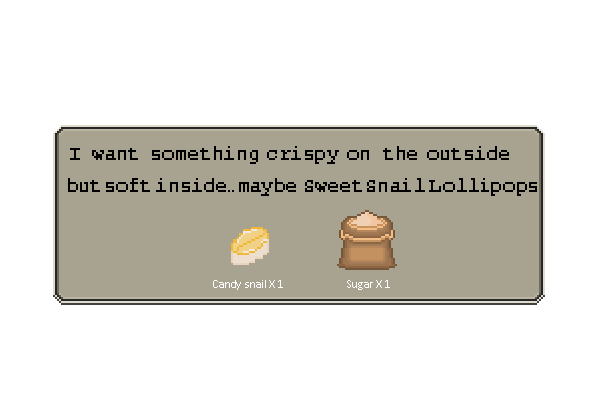 I want something crispy on the outside
but soft inside..maybe Sweet Snail Lollipops
Candy snail X 1
Sugar X 1